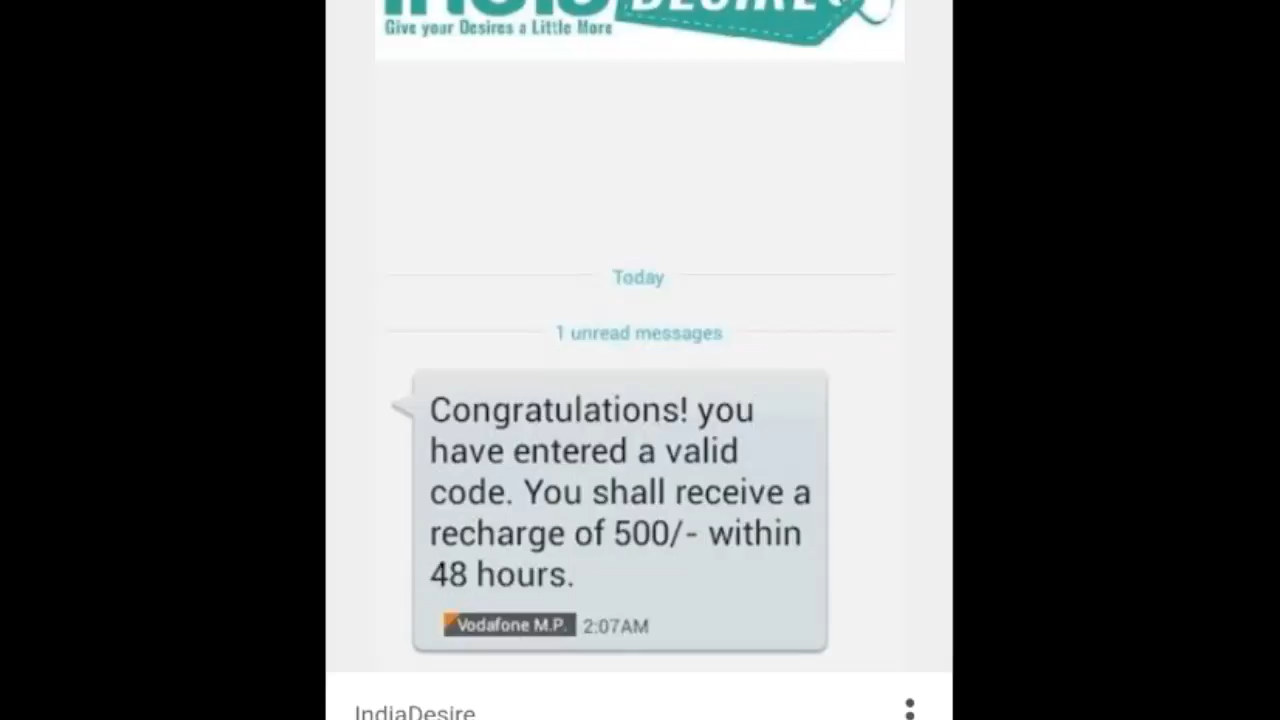 DESIRE
Give your Desires a Little More
Today
1 unread messages
Congratulations! you
have entered a valid
code. You shall receive a
recharge of 500/- within
48 hours.
Vodafone M.P. 2:07AM
IndiaDesire